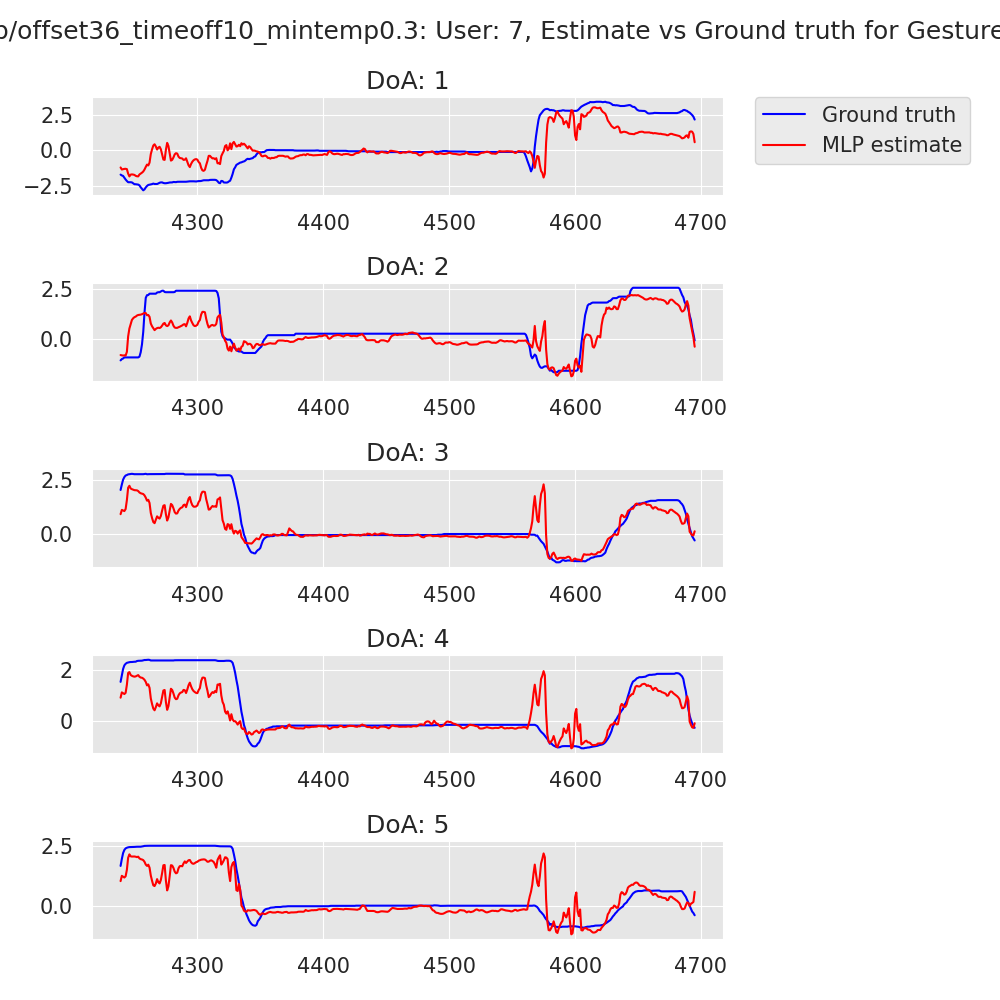 offset36_timeoff10_mintemp0.3: User: 7, Estimate vs Ground truth for Gesture
DoA: 1
2.5
0.0
−2.5
4300 4400 4500 4600 4700
Ground truth
MLP estimate
DoA: 2
2.5
0.0
4300 4400 4500 4600 4700
DoA: 3
2.5
0.0
4300 4400 4500 4600 4700
DoA: 4
2
0
4300 4400 4500 4600 4700
DoA: 5
2.5
0.0
4300 4400 4500 4600 4700